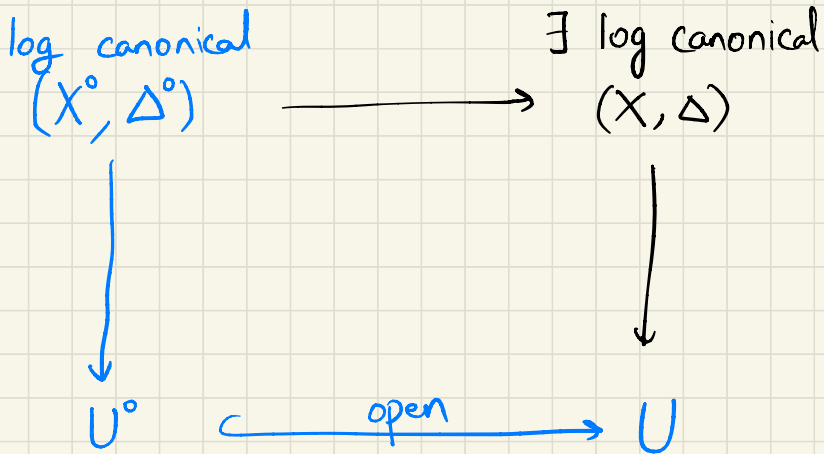 log canonical
∃ log canonical
(X°, Δ°)
(X, Δ)
U°
open
U